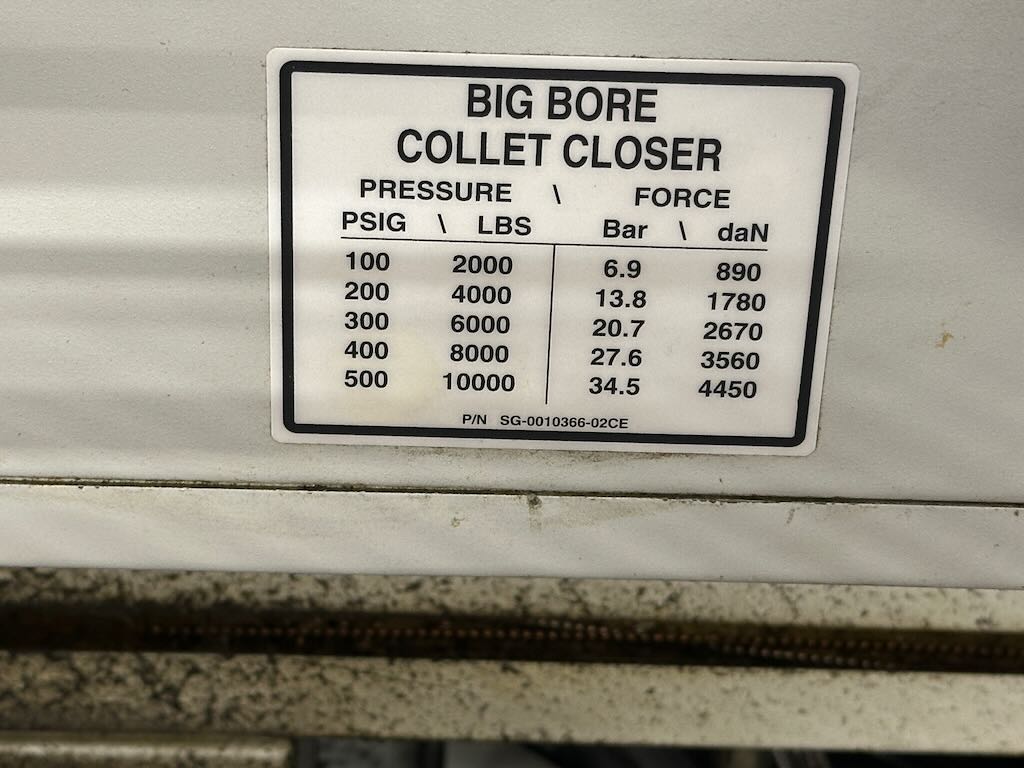 BIG BORE
COLLET CLOSER
PRESSURE \ FORCE
PSIG \ LBS Bar \ daN
100 2000 6.9 890
200 4000 13.8 1780
300 6000 20.7 2670
400 8000 27.6 3560
500 10000 34.5 4450
P/N SG-0010366-02CE